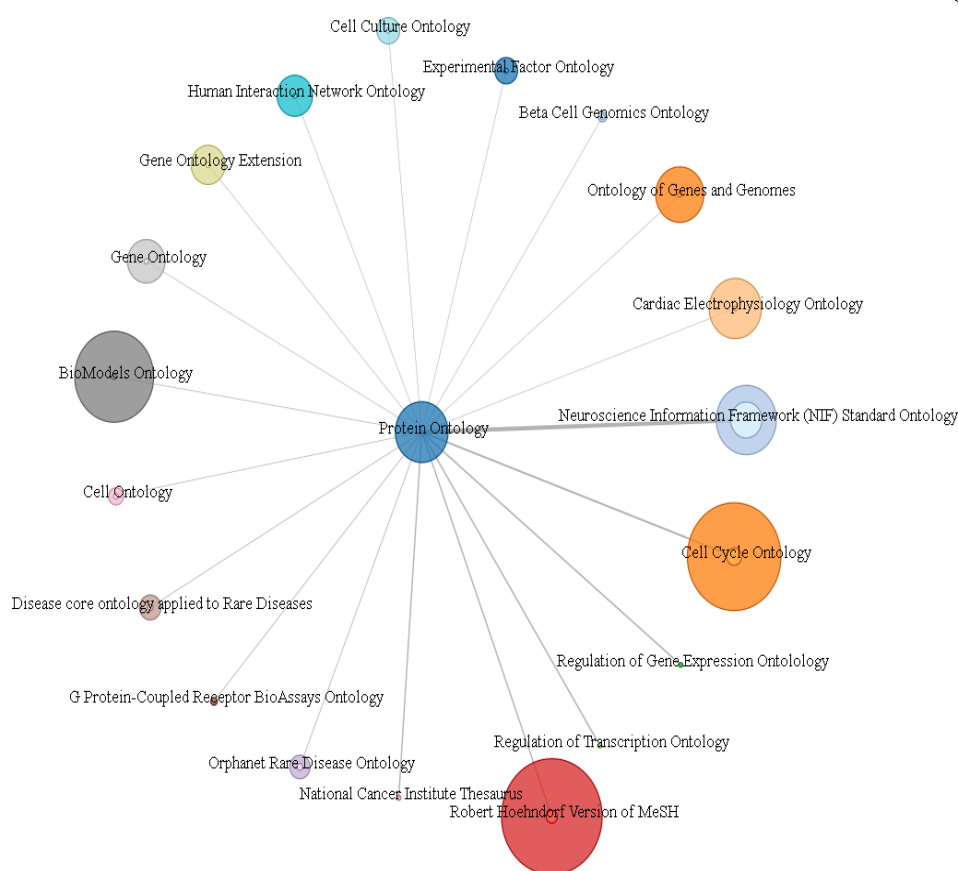 Cell Culture Ontology
Experimental Factor Ontology
Human Interaction Network Ontology
Beta Cell Genomics Ontology
Gene Ontology Extension
Ontology of Genes and Genomes
Gene Ontology
Cardiac Electrophysiology Ontology
BioModels Ontology
Neuroscience Information Framework (NIF) Standard Ontology
Protein Ontology
Cell Ontology
Cell Cycle Ontology
Disease core ontology applied to Rare Diseases
Regulation of Gene Expression Ontolology
G Protein-Coupled Receptor BioAssays Ontology
Regulation of Transcription Ontology
Orphanet Rare Disease Ontology
National Cancer Institute Thesaurus
Robert Hoehndorf Version of MeSH